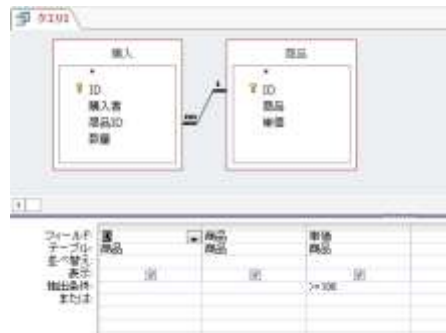 クエリ1
購入
*
ID
購入者
商品ID
数量
商品
*
ID
商品
単価
1
∞
フィールド: 商品 単価
テーブル: 商品 商品 商品
並べ替え:
表示:
抽出条件: >=100
または: